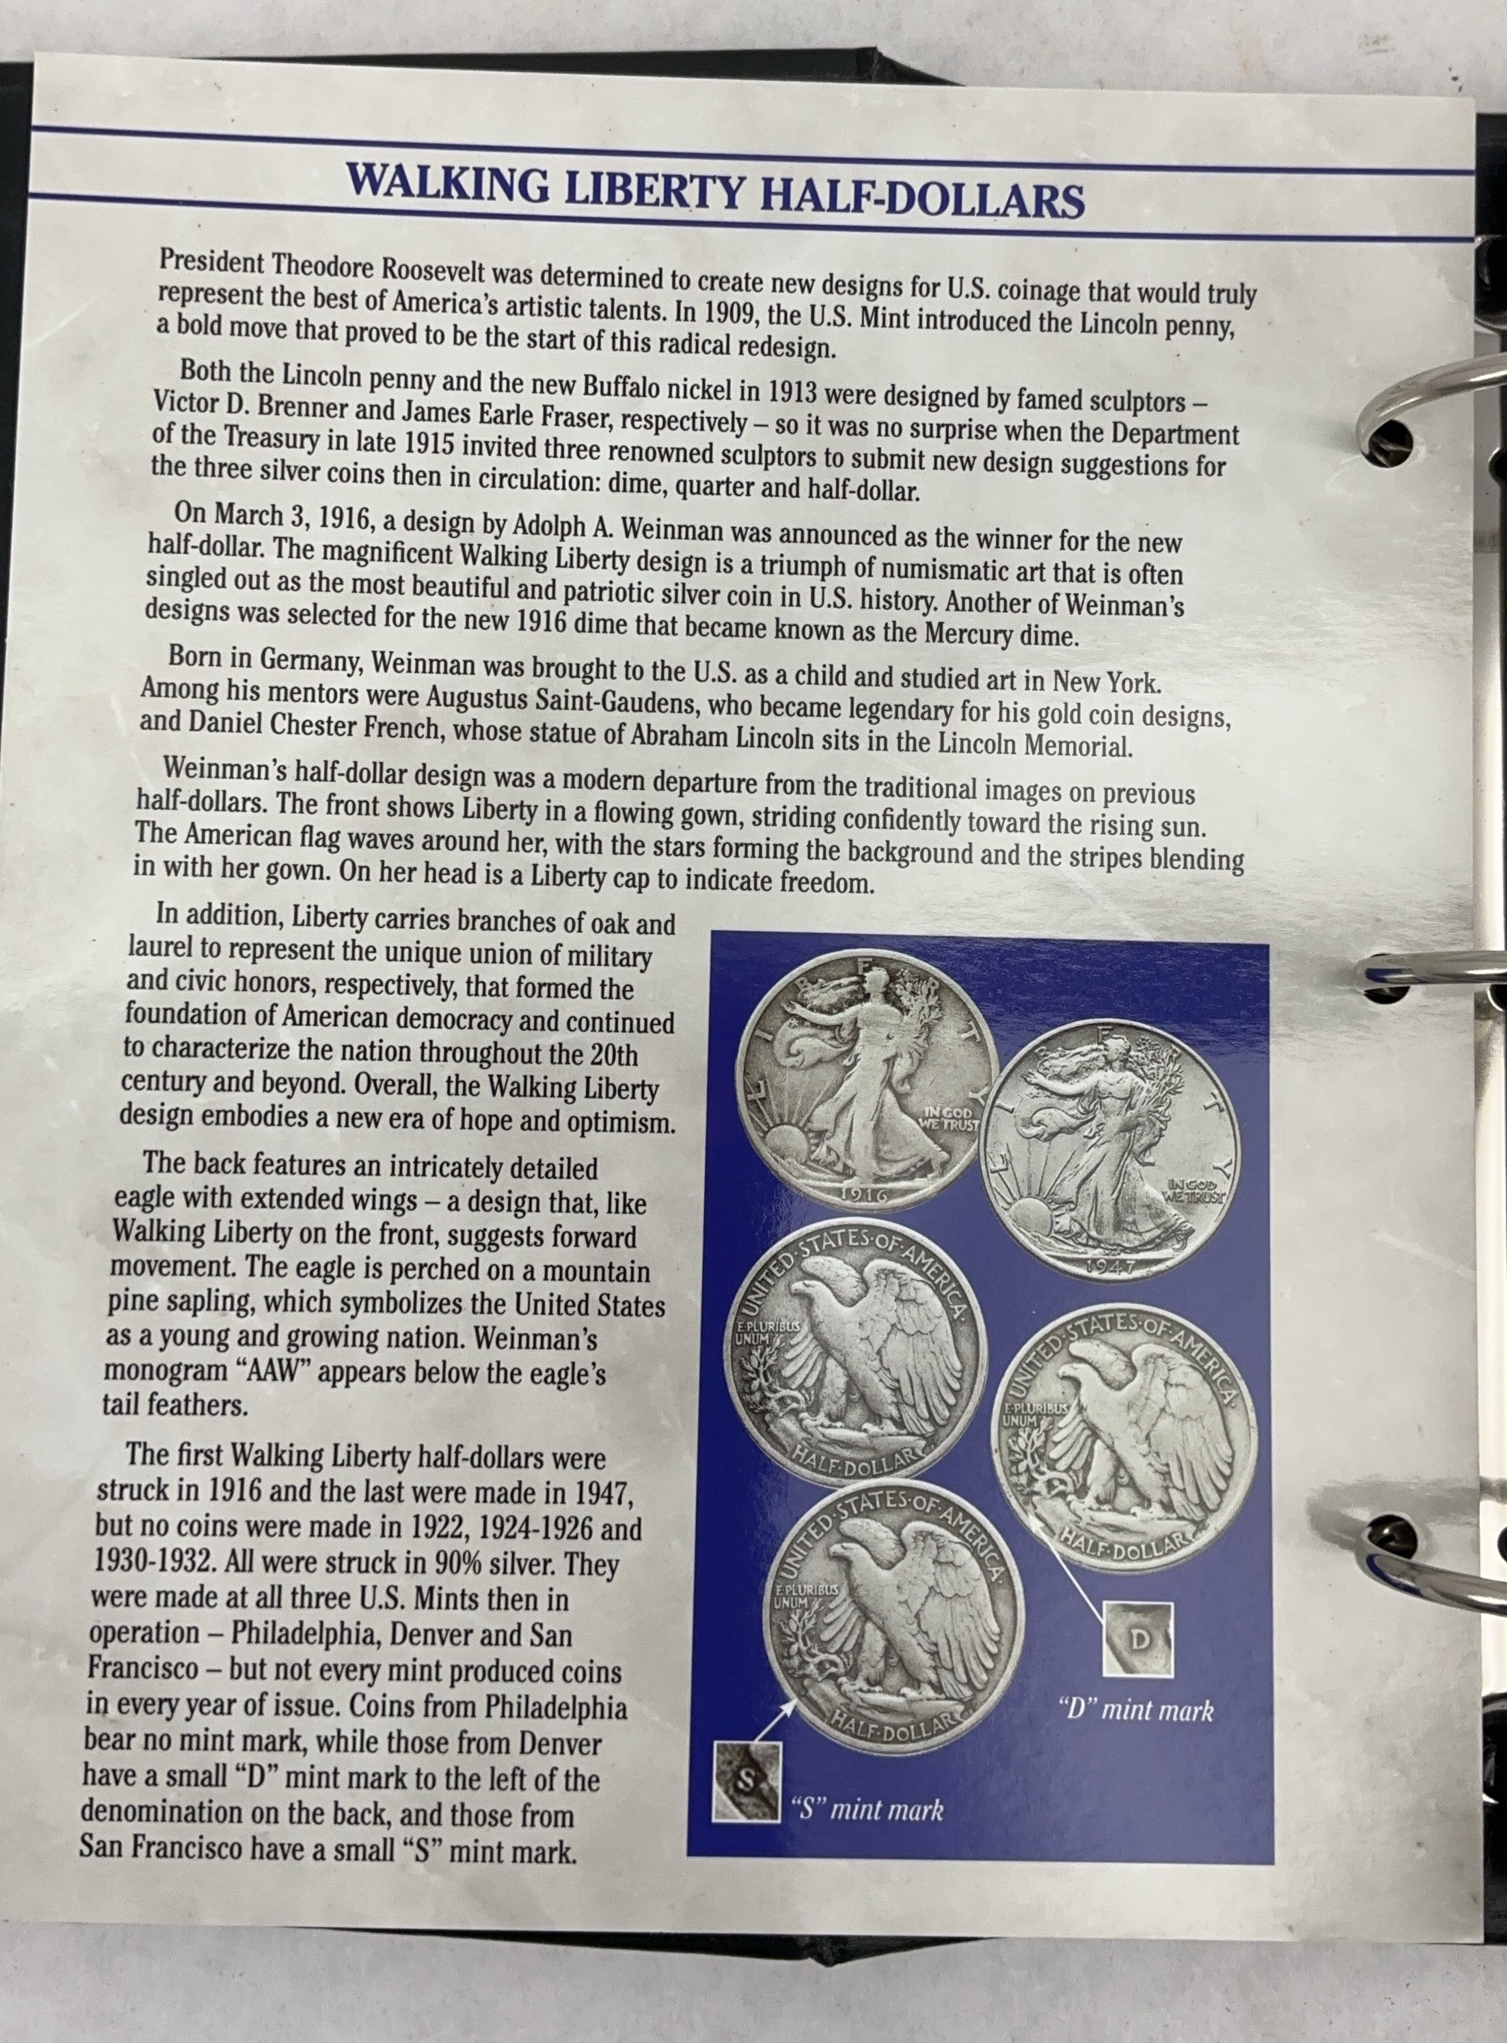 WALKING LIBERTY HALF-DOLLARS
President Theodore Roosevelt was determined to create new designs for U.S. coinage that would truly
represent the best of America's artistic talents. In 1909, the U.S. Mint introduced the Lincoln penny,
a bold move that proved to be the start of this radical redesign.
Both the Lincoln penny and the new Buffalo nickel in 1913 were designed by famed sculptors –
Victor D. Brenner and James Earle Fraser, respectively – so it was no surprise when the Department
of the Treasury in late 1915 invited three renowned sculptors to submit new design suggestions for
the three silver coins then in circulation: dime, quarter and half-dollar.
On March 3, 1916, a design by Adolph A. Weinman was announced as the winner for the new
half-dollar. The magnificent Walking Liberty design is a triumph of numismatic art that is often
singled out as the most beautiful and patriotic silver coin in U.S. history. Another of Weinman's
designs was selected for the new 1916 dime that became known as the Mercury dime.
Born in Germany, Weinman was brought to the U.S. as a child and studied art in New York.
Among his mentors were Augustus Saint-Gaudens, who became legendary for his gold coin designs,
and Daniel Chester French, whose statue of Abraham Lincoln sits in the Lincoln Memorial.
Weinman's half-dollar design was a modern departure from the traditional images on previous
half-dollars. The front shows Liberty in a flowing gown, striding confidently toward the rising sun.
The American flag waves around her, with the stars forming the background and the stripes blending
in with her gown. On her head is a Liberty cap to indicate freedom.
In addition, Liberty carries branches of oak and
laurel to represent the unique union of military
and civic honors, respectively, that formed the
foundation of American democracy and continued
to characterize the nation throughout the 20th
century and beyond. Overall, the Walking Liberty
design embodies a new era of hope and optimism.
The back features an intricately detailed
eagle with extended wings – a design that, like
Walking Liberty on the front, suggests forward
movement. The eagle is perched on a mountain
pine sapling, which symbolizes the United States
as a young and growing nation. Weinman's
monogram "AAW" appears below the eagle's
tail feathers.
The first Walking Liberty half-dollars were
struck in 1916 and the last were made in 1947,
but no coins were made in 1922, 1924-1926 and
1930-1932. All were struck in 90% silver. They
were made at all three U.S. Mints then in
operation – Philadelphia, Denver and San
Francisco – but not every mint produced coins
in every year of issue. Coins from Philadelphia
bear no mint mark, while those from Denver
have a small "D" mint mark to the left of the
denomination on the back, and those from
San Francisco have a small "S" mint mark.
LIBERTY
IN GOD
WE TRUST
1916
LIBERTY
IN GOD
WE TRUST
1947
UNITED·STATES·OF·AMERICA
E·PLURIBUS
UNUM
HALF·DOLLAR
UNITED·STATES·OF·AMERICA
E·PLURIBUS
UNUM
HALF·DOLLAR
UNITED·STATES·OF·AMERICA
E·PLURIBUS
UNUM
HALF·DOLLAR
D
"D" mint mark
S
"S" mint mark